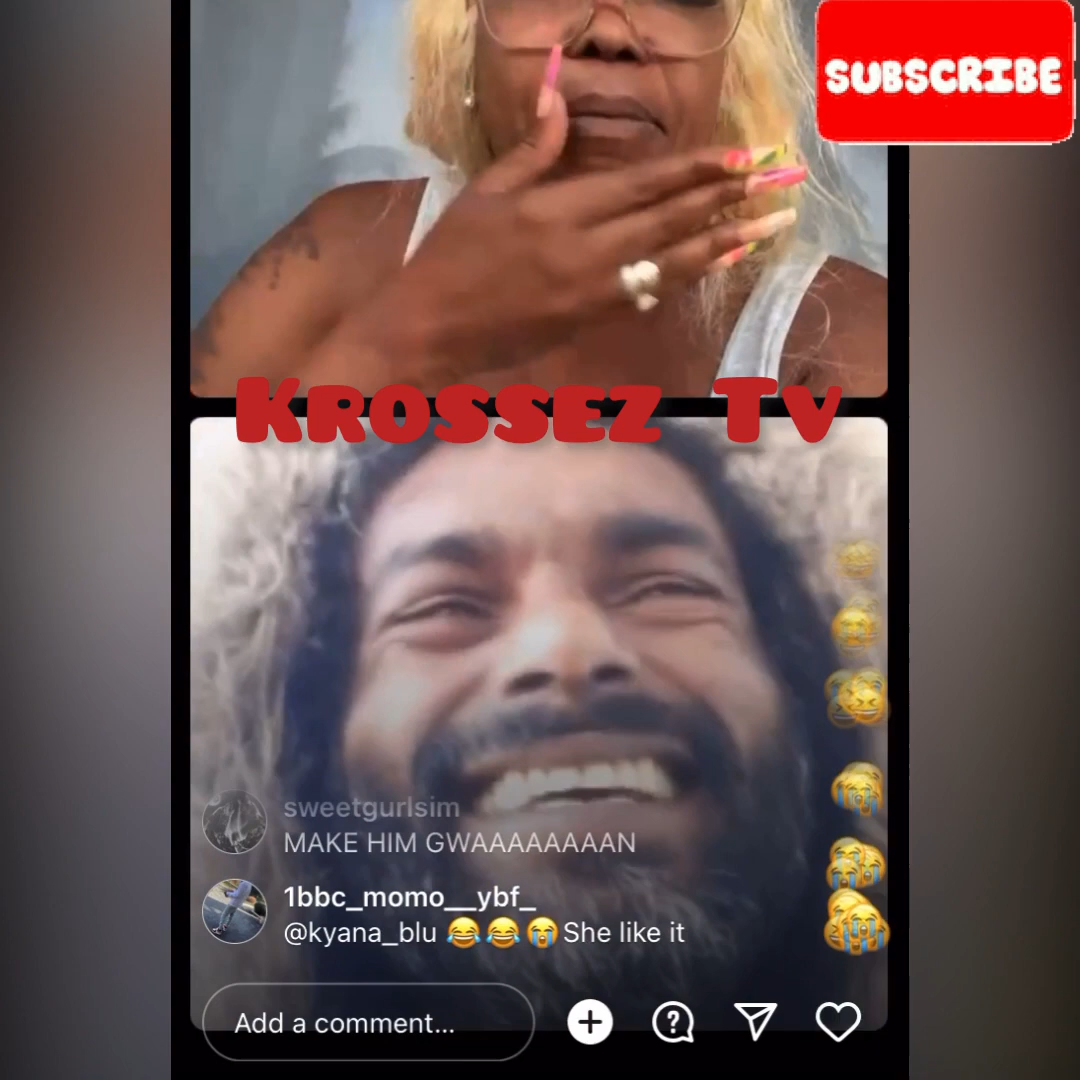 SUBSCRIBE
KROSSEZ TV
sweetgurlsim
MAKE HIM GWAAAAAAAAN
1bbc_momo__ybf_
@kyana_blu 😂😂😭She like it
Add a comment...